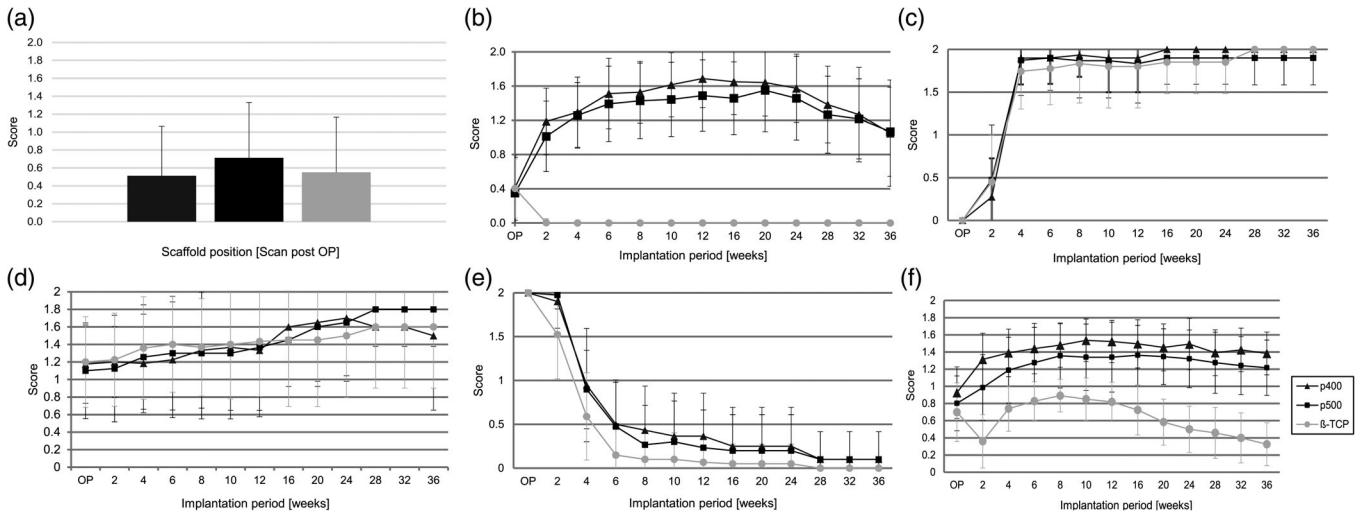 (a)
2.0
1.8
1.6
1.4
1.2
1.0
0.8
0.6
0.4
0.2
0.0
Score
Scaffold position [Scan post OP]
(b)
2.0
1.6
1.2
0.8
0.4
0.0
Score
OP 2 4 6 8 10 12 16 20 24 28 32 36
Implantation period [weeks]
(c)
2
1.5
1
0.5
0
Score
OP 2 4 6 8 10 12 16 20 24 28 32 36
Implantation period [weeks]
(d)
2
1.8
1.6
1.4
1.2
1
0.8
0.6
0.4
0.2
0
Score
OP 2 4 6 8 10 12 16 20 24 28 32 36
Implantation period [weeks]
(e)
2
1.5
1
0.5
0
Score
OP 2 4 6 8 10 12 16 20 24 28 32 36
Implantation period [weeks]
(f)
2
1.8
1.6
1.4
1.2
1
0.8
0.6
0.4
0.2
0
Score
OP 2 4 6 8 10 12 16 20 24 28 32 36
Implantation period [weeks]
p400
p500
ß-TCP